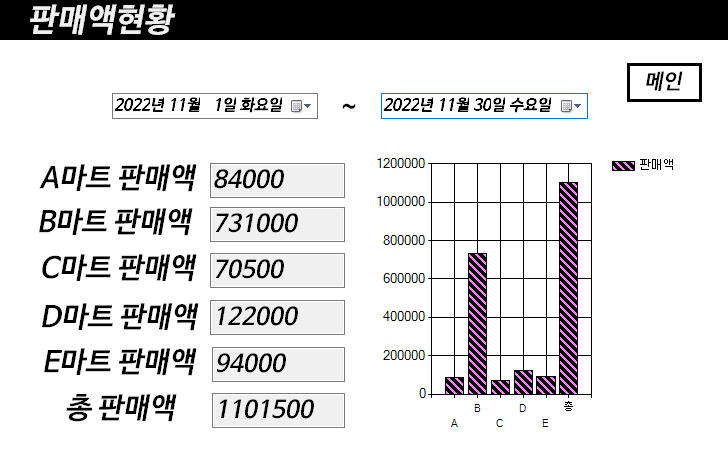 판매액현황
메인
2022년 11월 1일 화요일 ~ 2022년 11월 30일 수요일
A마트 판매액 84000
B마트 판매액 731000
C마트 판매액 70500
D마트 판매액 122000
E마트 판매액 94000
총 판매액 1101500
1200000
1000000
800000
600000
400000
200000
0
A B C D E 총
판매액